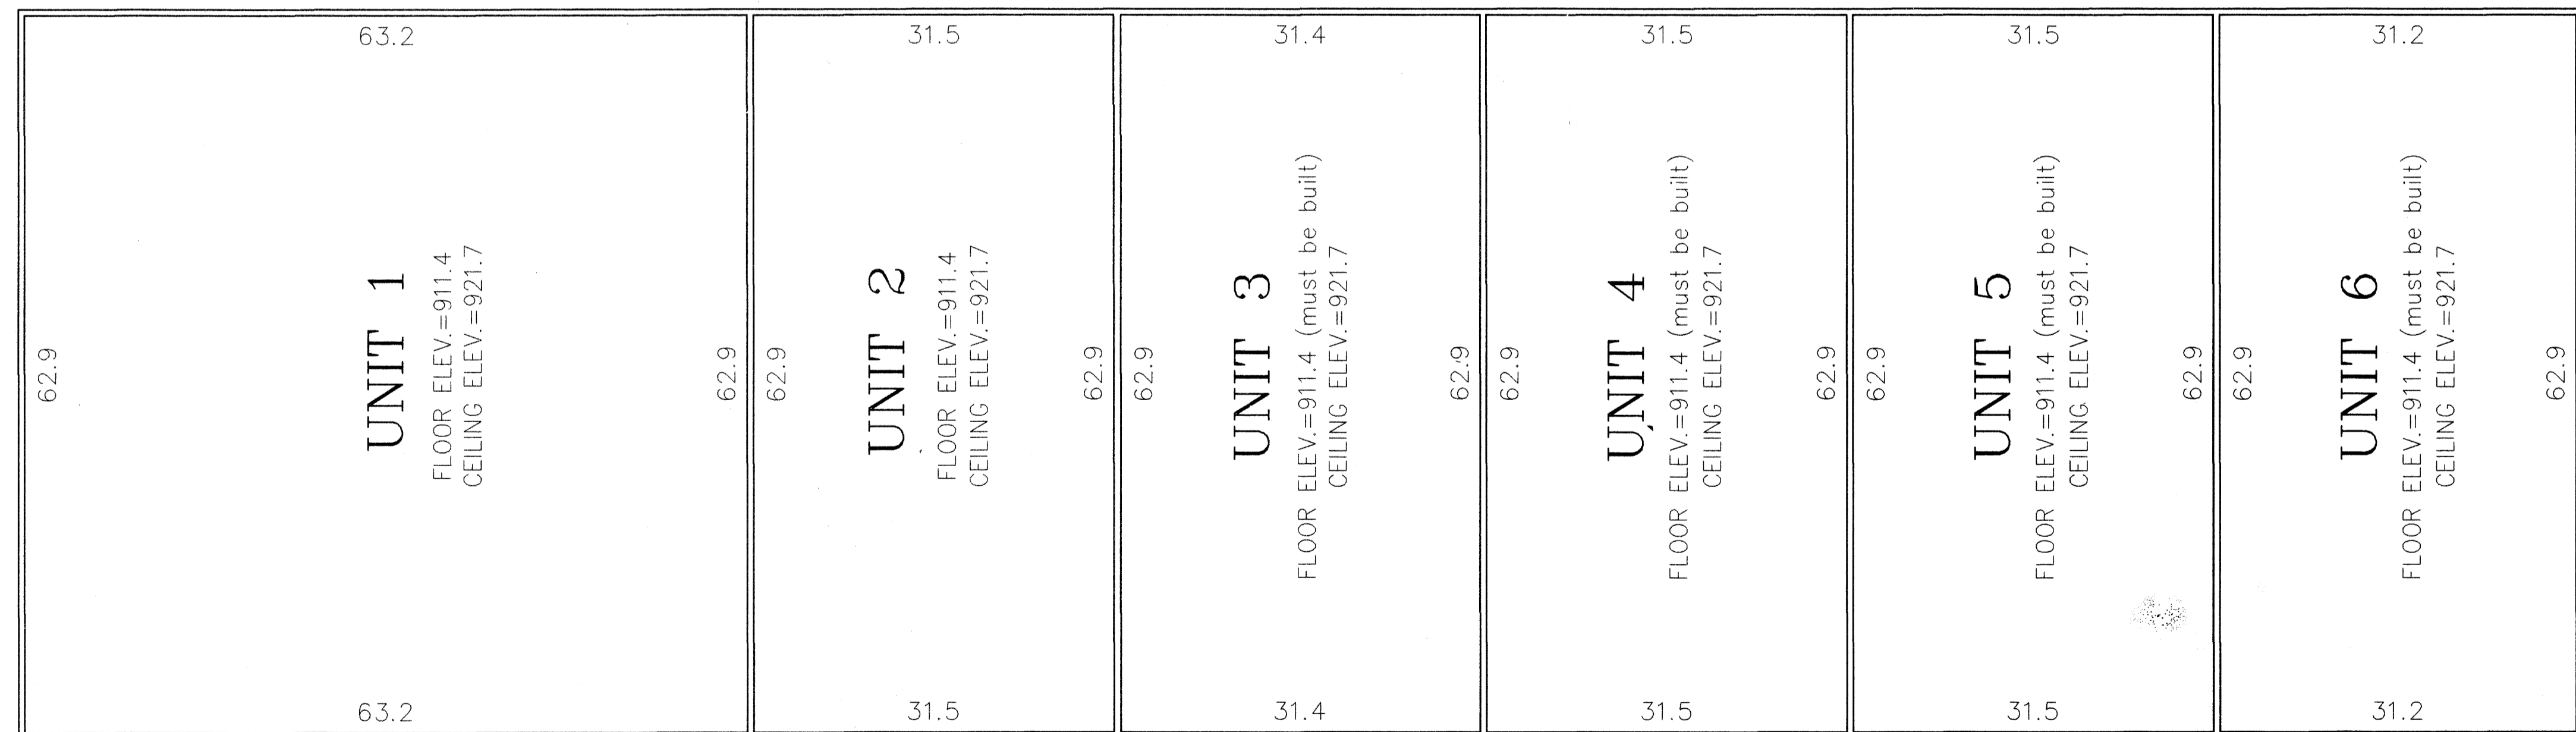 63.2
31.5
31.4
31.5
31.5
31.2
UNIT 1
FLOOR ELEV.=911.4
CEILING ELEV.=921.7
62.9
62.9
UNIT 2
FLOOR ELEV.=911.4
CEILING ELEV.=921.7
62.9
62.9
UNIT 3
FLOOR ELEV.=911.4 (must be built)
CEILING ELEV.=921.7
62.9
62.9
UNIT 4
FLOOR ELEV.=911.4 (must be built)
CEILING ELEV.=921.7
62.9
62.9
UNIT 5
FLOOR ELEV.=911.4 (must be built)
CEILING ELEV.=921.7
62.9
62.9
UNIT 6
FLOOR ELEV.=911.4 (must be built)
CEILING ELEV.=921.7
62.9
62.9
63.2
31.5
31.4
31.5
31.5
31.2